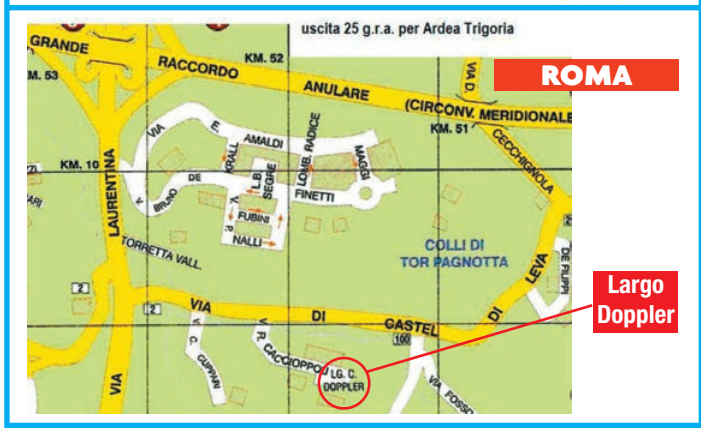 uscita 25 g.r.a. per Ardea Trigoria
ROMA
GRANDE RACCORDO ANULARE
(CIRCONV. MERIDIONALE
KM. 53
KM. 52
KM. 51
VIA D.
CECCHIGNOLA
VIA E. AMALDI
KRALL
L.B. SEGRE
LOMB. RADICE
MAGGI
KM. 10
V. BRUNO DE FINETTI
V. P. NALLI
FUBINI
LAURENTINA
VIA
TORRETTA VALL.
COLLI DI
TOR PAGNOTTA
DE FILIPPI
2
2
VIA DI CASTEL DI LEVA
100
V. C. CUPPARI
V. R. CACCIOPPOLI
LG. C.
DOPPLER
VIA FOSSO
Largo
Doppler